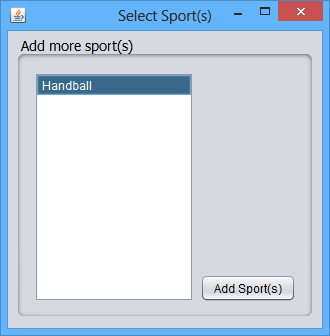 Select Sport(s)
Add more sport(s)
Handball
Add Sport(s)